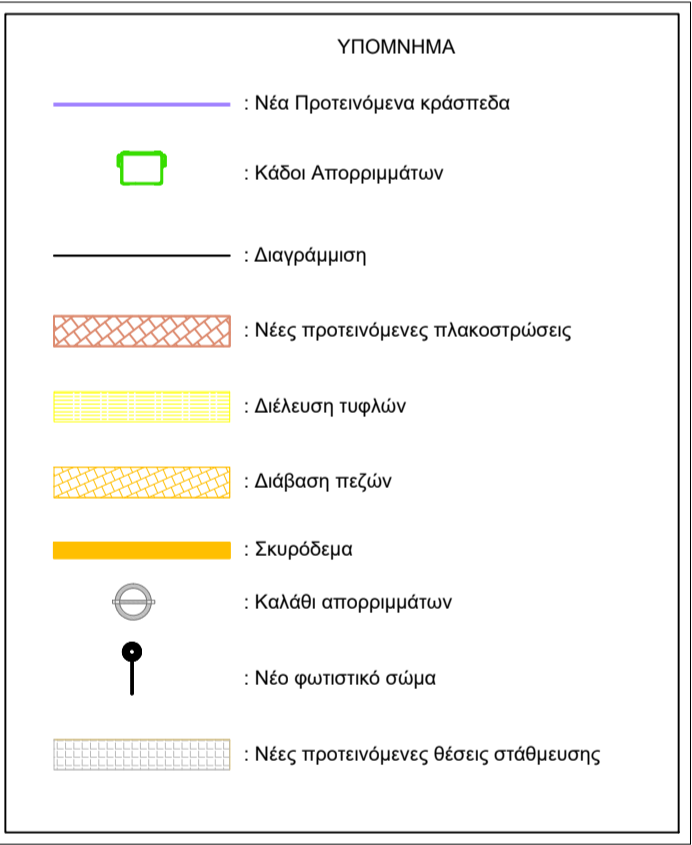 ΥΠΟΜΝΗΜΑ
: Νέα Προτεινόμενα κράσπεδα
: Κάδοι Απορριμμάτων
: Διαγράμμιση
: Νέες προτεινόμενες πλακοστρώσεις
: Διέλευση τυφλών
: Διάβαση πεζών
: Σκυρόδεμα
: Καλάθι απορριμμάτων
: Νέο φωτιστικό σώμα
: Νέες προτεινόμενες θέσεις στάθμευσης